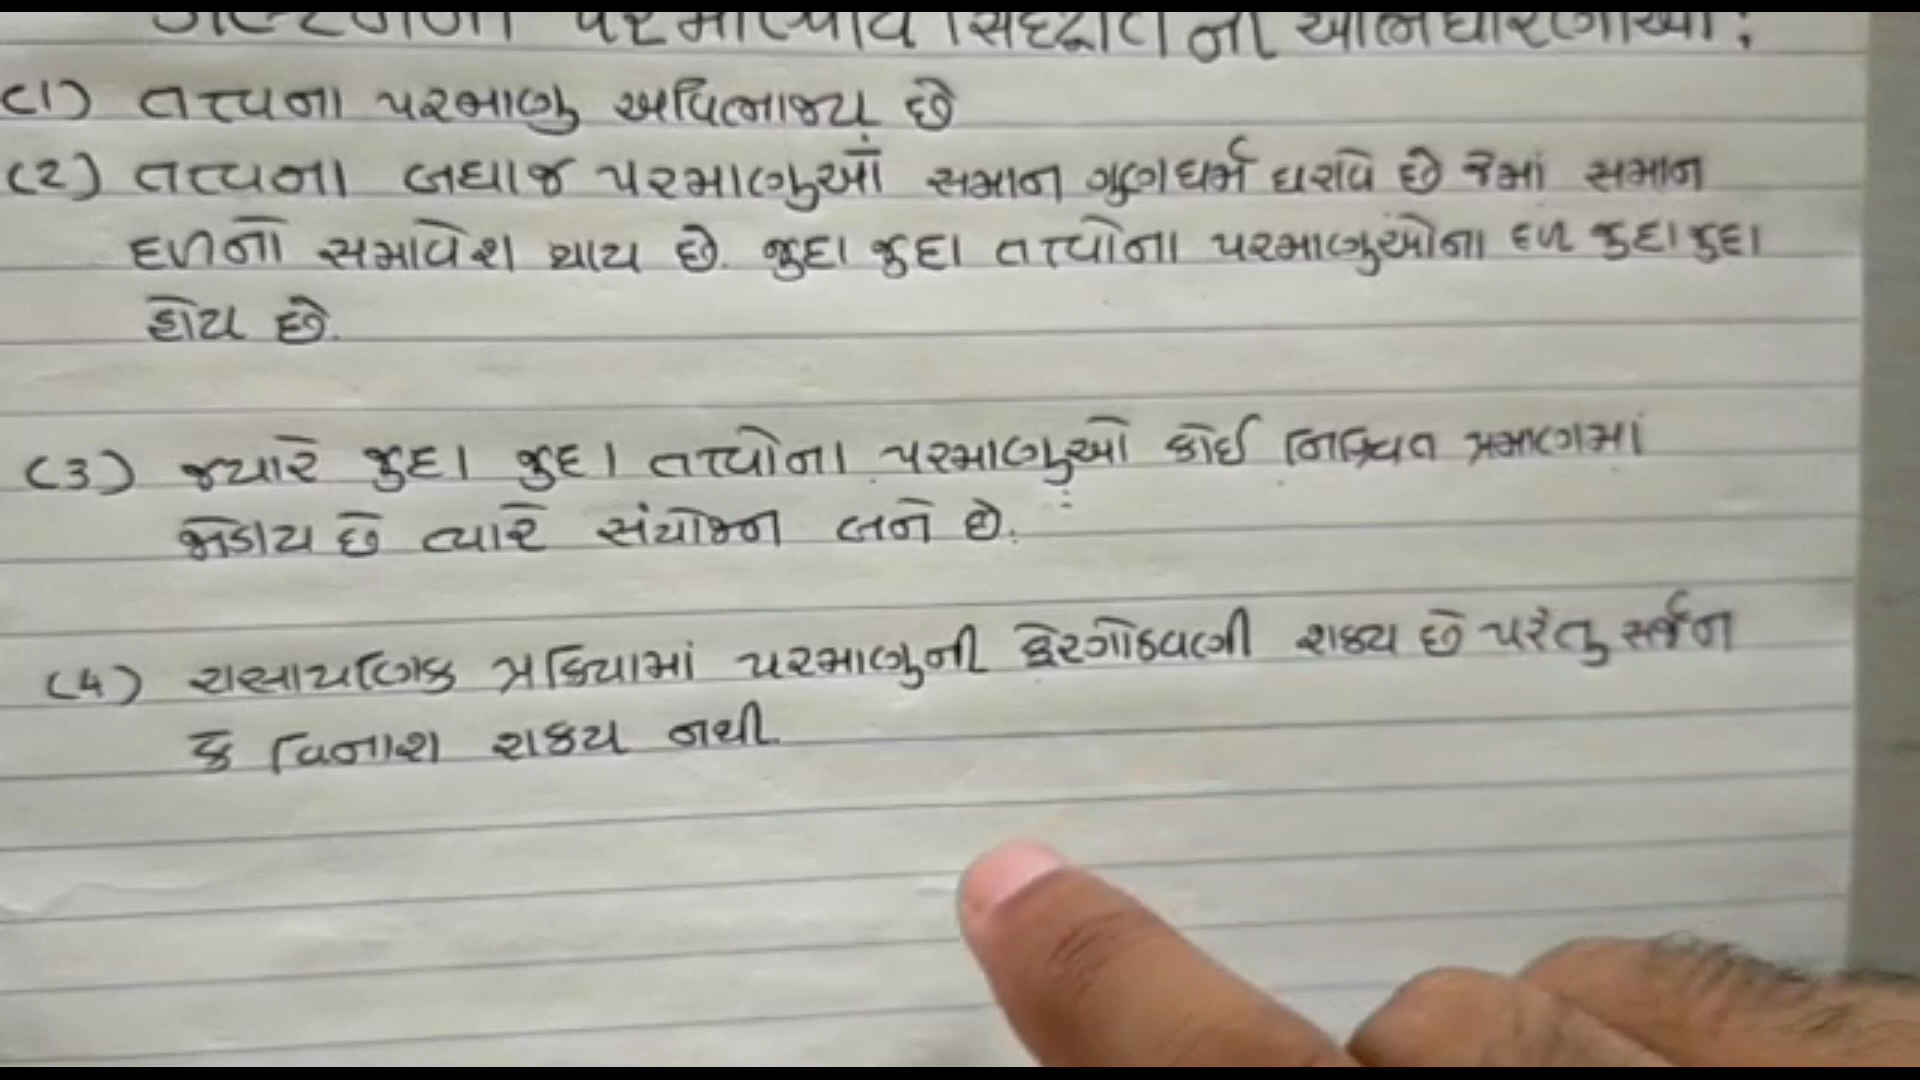 પરમાણ્વીય સિદ્ધાંતની અભિધારણાઓ :
(1) તત્ત્વના પરમાણુ અવિભાજ્ય છે
(2) તત્ત્વના બધાજ પરમાણુઓ સમાન ગુણધર્મ ધરાવે છે જેમાં સમાન
દળનો સમાવેશ થાય છે. જુદા જુદા તત્ત્વોના પરમાણુઓના દળ જુદા જુદા
હોય છે.
(3) જ્યારે જુદા જુદા તત્ત્વોના પરમાણુઓ કોઈ નિશ્ચિત પ્રમાણમાં
જોડાય છે ત્યારે સંયોજન બને છે.
(4) રાસાયણિક પ્રક્રિયામાં પરમાણુની ફેરગોઠવણી શક્ય છે પરંતુ સર્જન
કે વિનાશ શક્ય નથી.